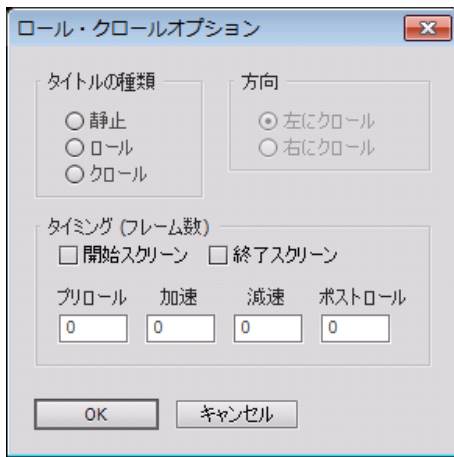 ロール・クロールオプション
タイトルの種類
静止
ロール
クロール
方向
左にクロール
右にクロール
タイミング (フレーム数)
開始スクリーン 終了スクリーン
プリロール 加速 減速 ポストロール
0 0 0 0
OK キャンセル